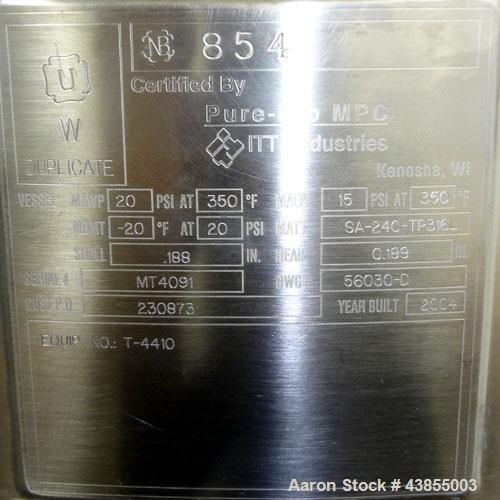 U
W
DUPLICATE
NB 854
Certified By
MPC
ITT Industries
Kenosha, WI
VESSEL: MAWP 20 PSI AT 350 °F MAEP 15 PSI AT 350 °F
MDMT -20 °F AT 20 PSI MAT'L SA-240-TP316L
SHELL .188 IN. HEAD 0.189 IN.
SERIAL # MT4091 DWG 56030-D
CUST P.O. 230873 YEAR BUILT 2004
EQUIP. NO.: T-4410
Aaron Stock # 43855003